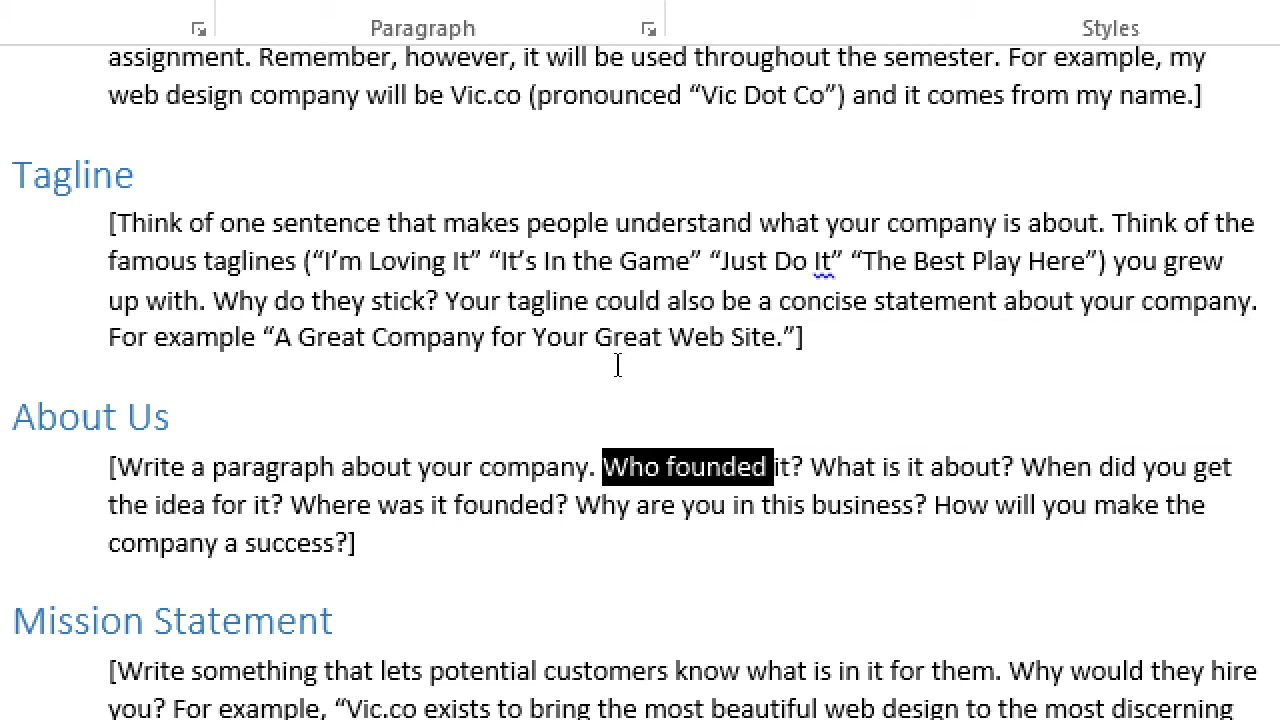 Paragraph Styles
assignment. Remember, however, it will be used throughout the semester. For example, my
web design company will be Vic.co (pronounced “Vic Dot Co”) and it comes from my name.]
Tagline
[Think of one sentence that makes people understand what your company is about. Think of the
famous taglines (“I’m Loving It” “It’s In the Game” “Just Do It” “The Best Play Here”) you grew
up with. Why do they stick? Your tagline could also be a concise statement about your company.
For example “A Great Company for Your Great Web Site.”]
About Us
[Write a paragraph about your company. Who founded it? What is it about? When did you get
the idea for it? Where was it founded? Why are you in this business? How will you make the
company a success?]
Mission Statement
[Write something that lets potential customers know what is in it for them. Why would they hire
you? For example, “Vic.co exists to bring the most beautiful web design to the most discerning